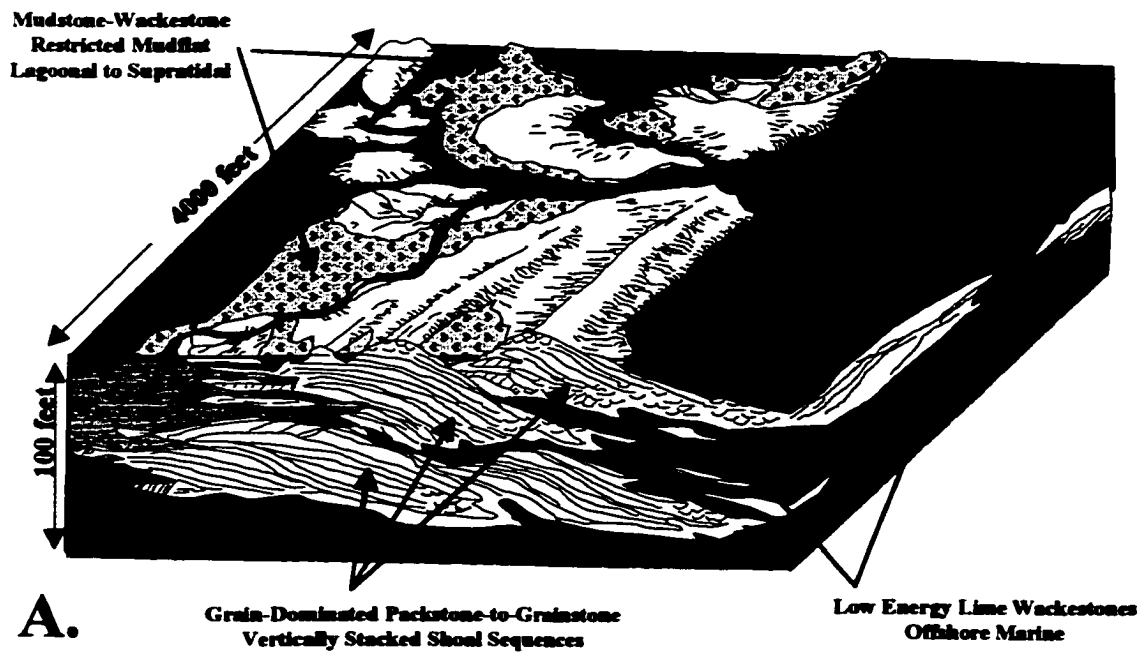 Mudstone-Wackestone
Restricted Mudflat
Lagoonal to Supratidal
4000 feet
100 feet
A.
Grain-Dominated Packstone-to-Grainstone
Vertically Stacked Shoal Sequences
Low Energy Lime Wackestones
Offshore Marine